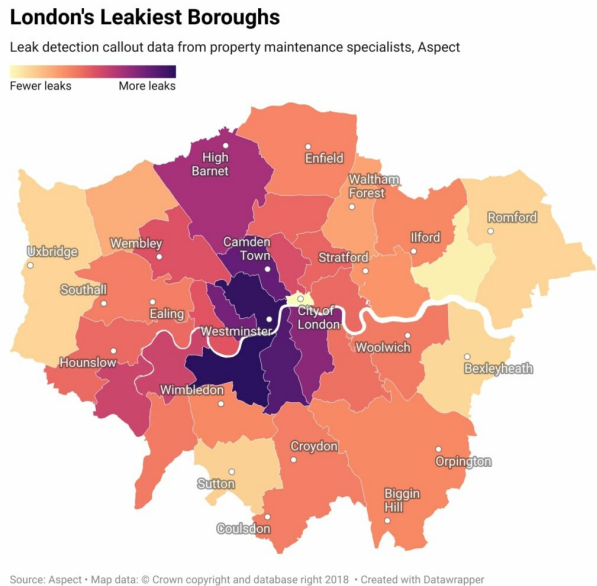 London's Leakiest Boroughs
Leak detection callout data from property maintenance specialists, Aspect
Fewer leaks
More leaks
High
Barnet
Enfield
Waltham
Forest
Romford
Uxbridge
Wembley
Camden
Town
Stratford
Ilford
Southall
Ealing
Westminster
City of
London
Hounslow
Woolwich
Bexleyheath
Wimbledon
Croydon
Orpington
Sutton
Biggin
Hill
Coulsdon
Source: Aspect • Map data: © Crown copyright and database right 2018 • Created with Datawrapper